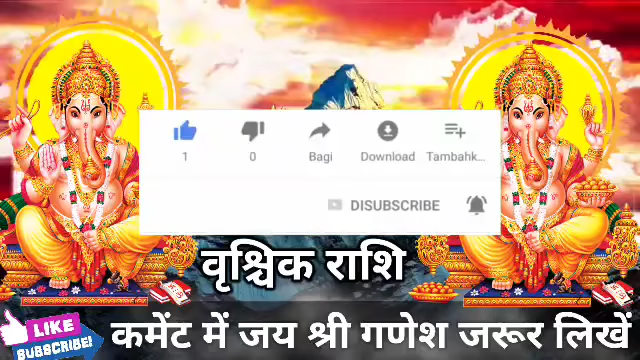 1 0 Bagi Download Tambahk...
DISUBSCRIBE
वृश्चिक राशि
LIKE
SUBSCRIBE!
कमेंट में जय श्री गणेश जरूर लिखें